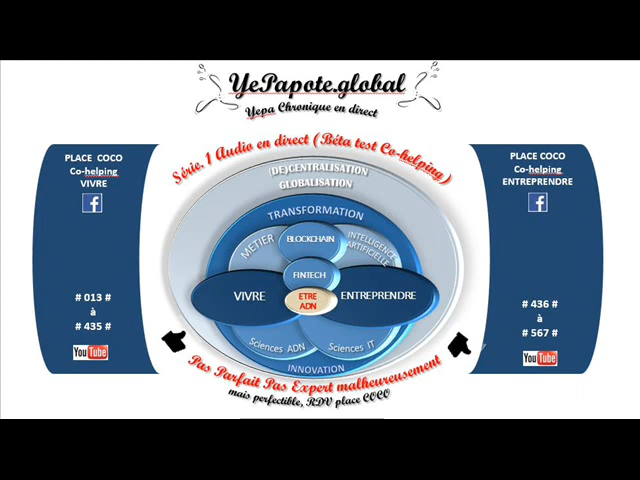 YePapote.global
Yepa Chronique en direct
Série. 1 Audio en direct ( Béta test Co-helping)
PLACE COCO
Co-helping
VIVRE
# 013 #
à
# 435 #
YouTube
(DE)CENTRALISATION
GLOBALISATION
TRANSFORMATION
METIER
BLOCKCHAIN
INTELLIGENCE
ARTIFICIELLE
FINTECH
VIVRE
ETRE
ADN
ENTREPRENDRE
Sciences ADN
Sciences IT
INNOVATION
Pas Parfait Pas Expert malheureusement
mais perfectible, RDV place COCO
PLACE COCO
Co-helping
ENTREPRENDRE
# 436 #
à
# 567 #
YouTube